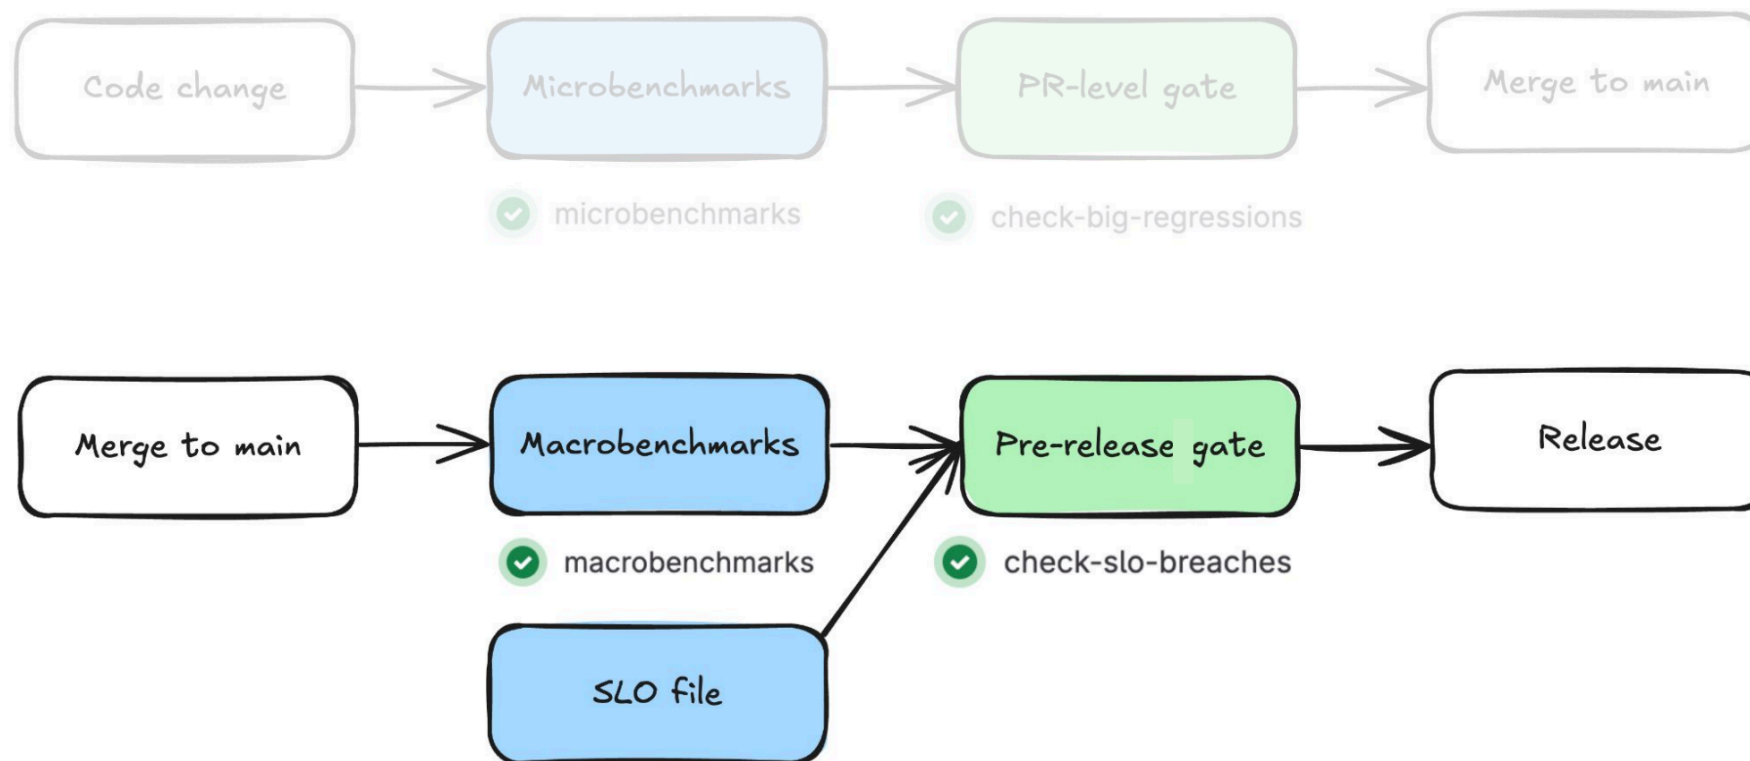 Code change
Microbenchmarks
PR-level gate
Merge to main
microbenchmarks
check-big-regressions
Merge to main
Macrobenchmarks
Pre-release gate
Release
macrobenchmarks
check-slo-breaches
SLO file